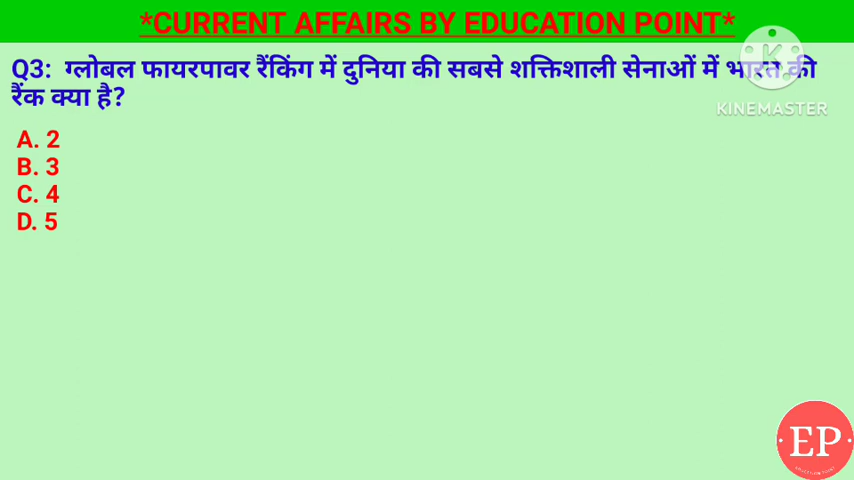 *CURRENT AFFAIRS BY EDUCATION POINT*
Q3: ग्लोबल फायरपावर रैंकिंग में दुनिया की सबसे शक्तिशाली सेनाओं में भारत की
रैंक क्या है?
KINEMASTER
A. 2
B. 3
C. 4
D. 5
EP